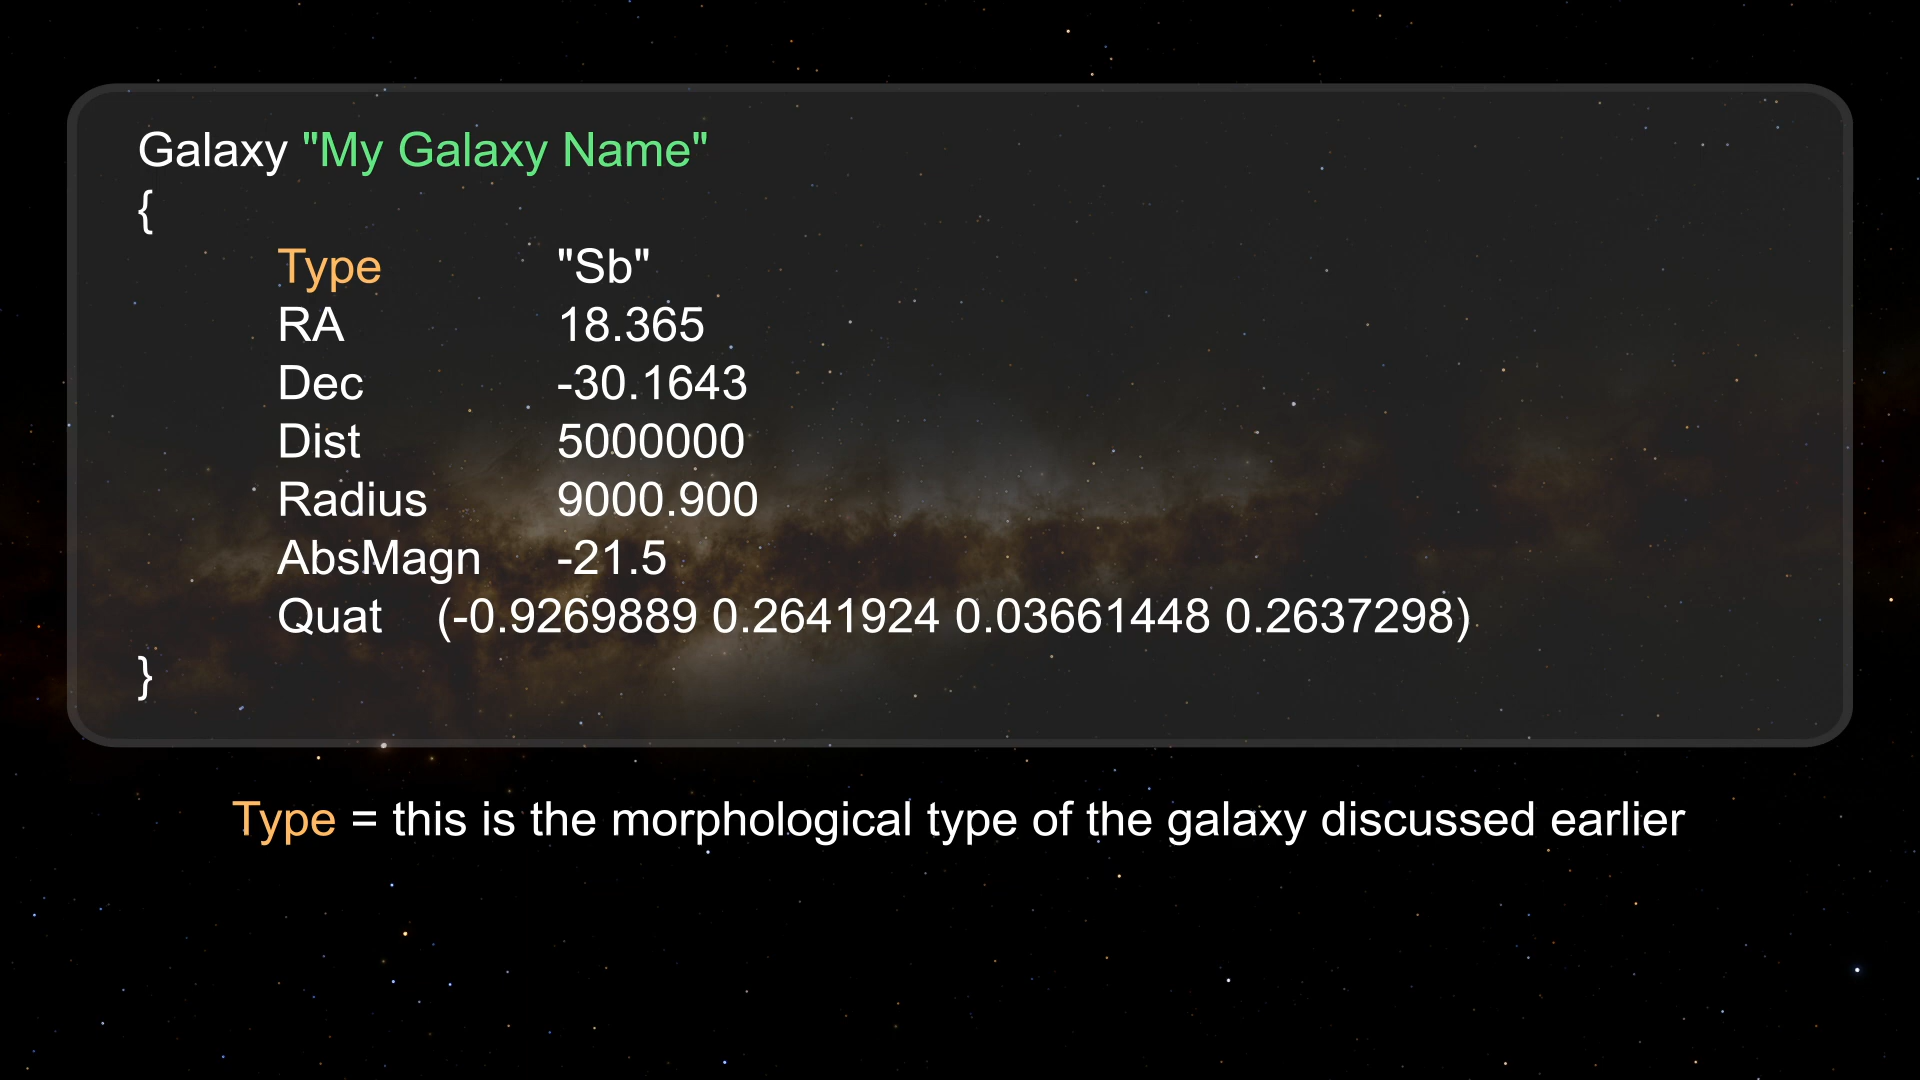 Galaxy "My Galaxy Name"
{
Type "Sb"
RA 18.365
Dec -30.1643
Dist 5000000
Radius 9000.900
AbsMagn -21.5
Quat (-0.9269889 0.2641924 0.03661448 0.2637298)
}
Type = this is the morphological type of the galaxy discussed earlier